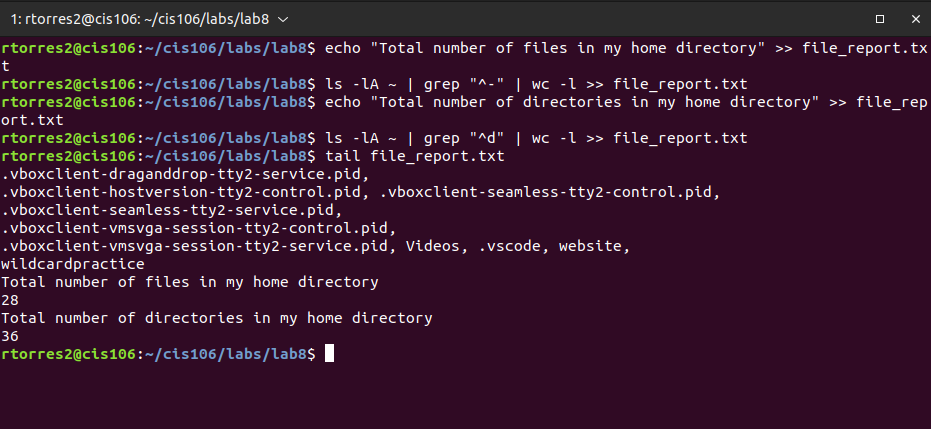 1: rtorres2@cis106: ~/cis106/labs/lab8
rtorres2@cis106:~/cis106/labs/lab8$ echo "Total number of files in my home directory" >> file_report.tx
t
rtorres2@cis106:~/cis106/labs/lab8$ ls -lA ~ | grep "^-" | wc -l >> file_report.txt
rtorres2@cis106:~/cis106/labs/lab8$ echo "Total number of directories in my home directory" >> file_rep
ort.txt
rtorres2@cis106:~/cis106/labs/lab8$ ls -lA ~ | grep "^d" | wc -l >> file_report.txt
rtorres2@cis106:~/cis106/labs/lab8$ tail file_report.txt
.vboxclient-draganddrop-tty2-service.pid,
.vboxclient-hostversion-tty2-control.pid, .vboxclient-seamless-tty2-control.pid,
.vboxclient-seamless-tty2-service.pid,
.vboxclient-vmsvga-session-tty2-control.pid,
.vboxclient-vmsvga-session-tty2-service.pid, Videos, .vscode, website,
wildcardpractice
Total number of files in my home directory
28
Total number of directories in my home directory
36
rtorres2@cis106:~/cis106/labs/lab8$